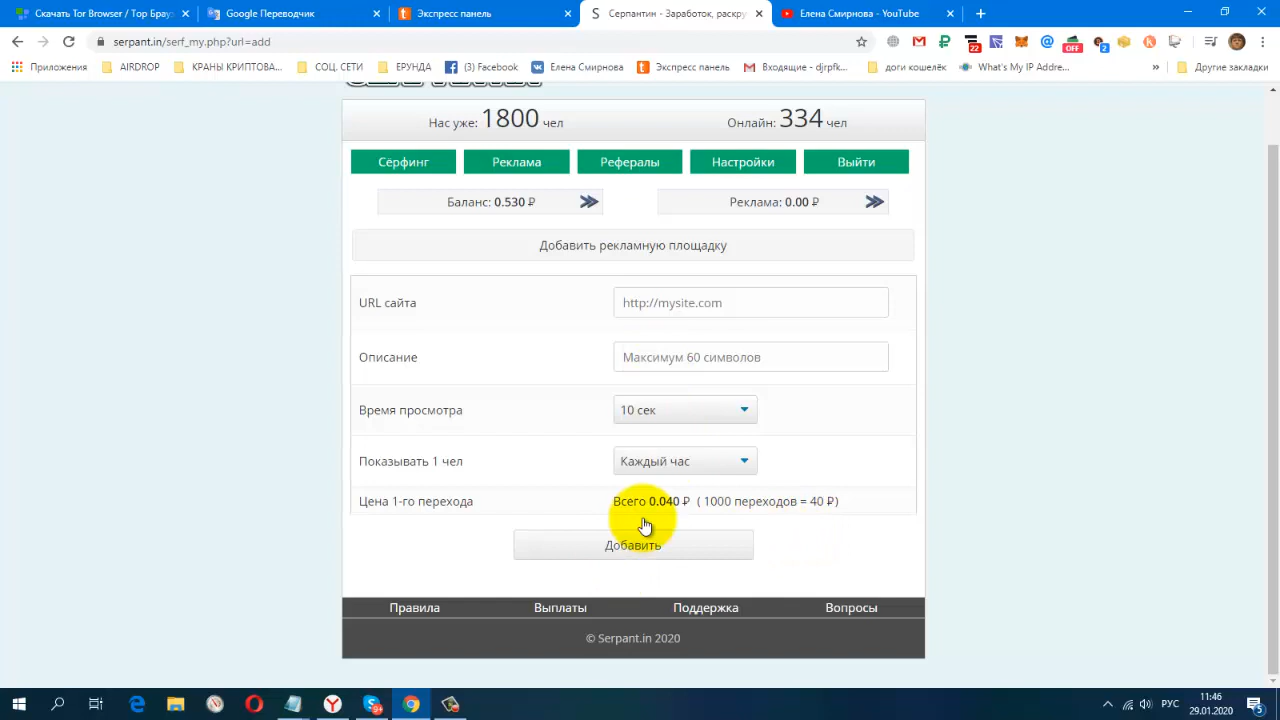 Скачать Tor Browser / Тор Брау
Google Переводчик
Экспресс панель
Серпантин - Заработок, раскру
Елена Смирнова - YouTube
serpant.in/serf_my.php?url=add
22
OFF
2
Приложения
AIRDROP
КРАНЫ КРИПТОВА...
СОЦ. СЕТИ
ЕРУНДА
(3) Facebook
Елена Смирнова
Экспресс панель
Входящие - djrpfk...
доги кошелёк
What's My IP Addre...
Другие закладки
Нас уже: 1800 чел
Онлайн: 334 чел
Серфинг
Реклама
Рефералы
Настройки
Выйти
Баланс: 0.530 ₽
Реклама: 0.00 ₽
Добавить рекламную площадку
URL сайта
http://mysite.com
Описание
Максимум 60 символов
Время просмотра
10 сек
Показывать 1 чел
Каждый час
Цена 1-го перехода
Всего 0.040 ₽ ( 1000 переходов = 40 ₽)
Добавить
Правила
Выплаты
Поддержка
Вопросы
© Serpant.in 2020
РУС
11:46
29.01.2020